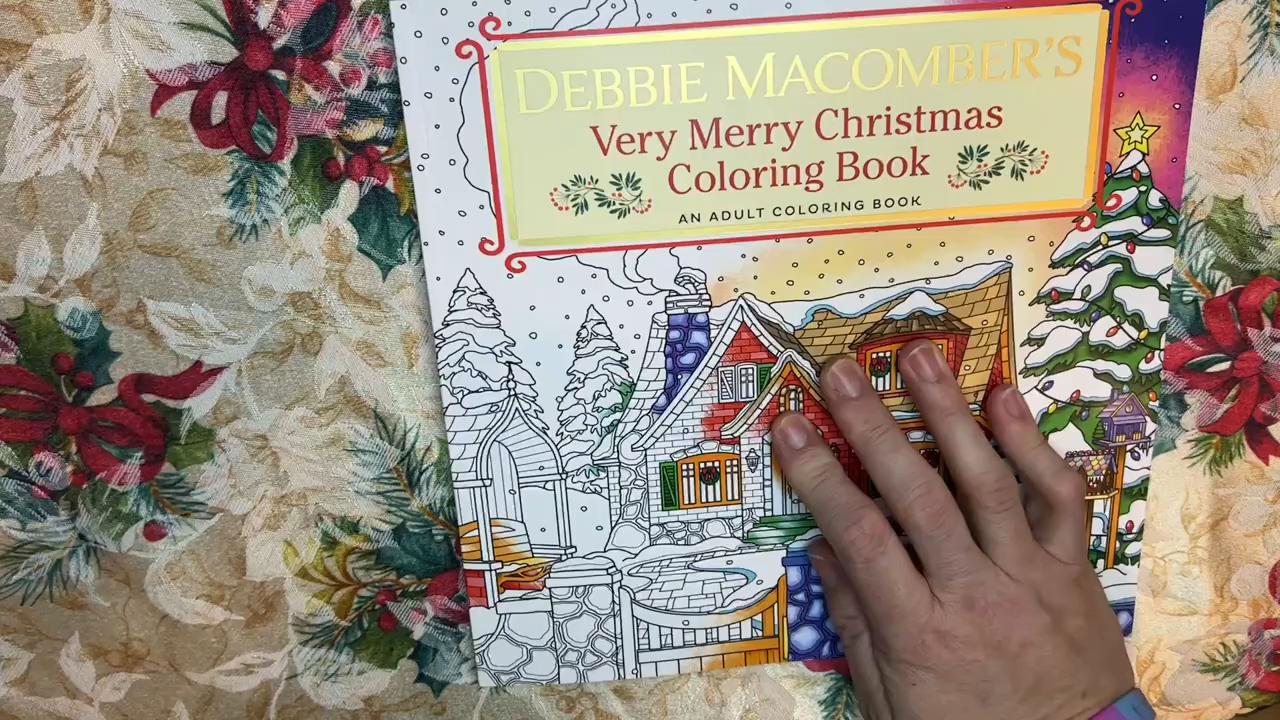 DEBBIE MACOMBER'S
Very Merry Christmas
Coloring Book
AN ADULT COLORING BOOK